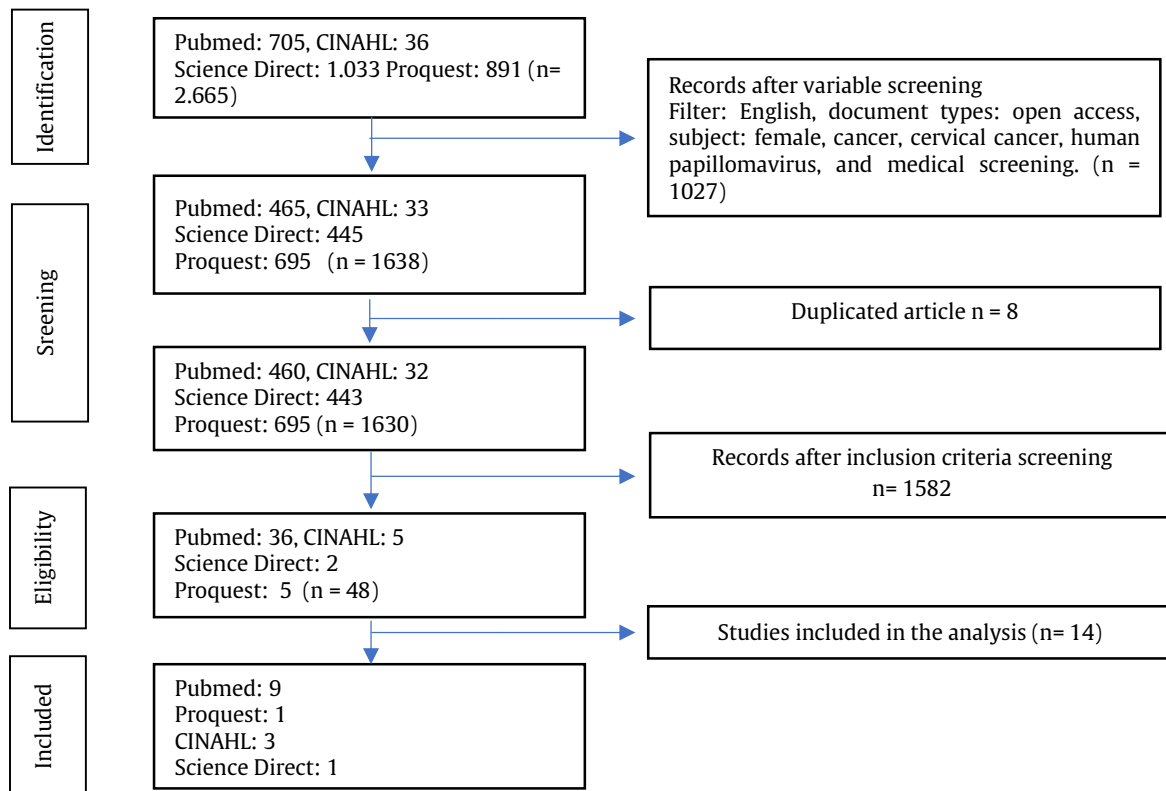 Identification
Pubmed: 705, CINAHL: 36
Science Direct: 1.033 Proquest: 891 (n=
2.665)
Records after variable screening
Filter: English, document types: open access,
subject: female, cancer, cervical cancer, human
papillomavirus, and medical screening. (n =
1027)
Sreening
Pubmed: 465, CINAHL: 33
Science Direct: 445
Proquest: 695 (n = 1638)
Duplicated article n = 8
Pubmed: 460, CINAHL: 32
Science Direct: 443
Proquest: 695 (n = 1630)
Records after inclusion criteria screening
n= 1582
Eligibility
Pubmed: 36, CINAHL: 5
Science Direct: 2
Proquest: 5 (n = 48)
Studies included in the analysis (n= 14)
Included
Pubmed: 9
Proquest: 1
CINAHL: 3
Science Direct: 1